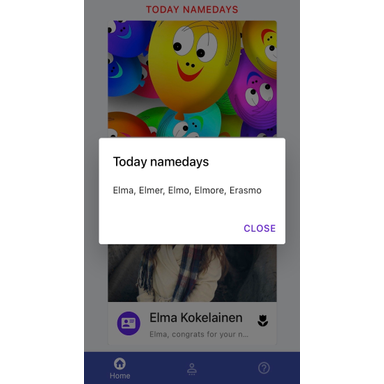 TODAY NAMEDAYS
Today namedays
Elma, Elmer, Elmo, Elmore, Erasmo
CLOSE
Elma Kokelainen
Elma, congrats for your n...
Home